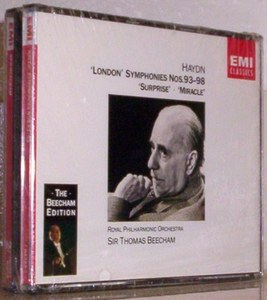 HAYDN
EMI
CLASSICS
'LONDON' SYMPHONIES NOS. 93-98
'SURPRISE' · 'MIRACLE'
· THE ·
BEECHAM
EDITION
ROYAL PHILHARMONIC ORCHESTRA
SIR THOMAS BEECHAM